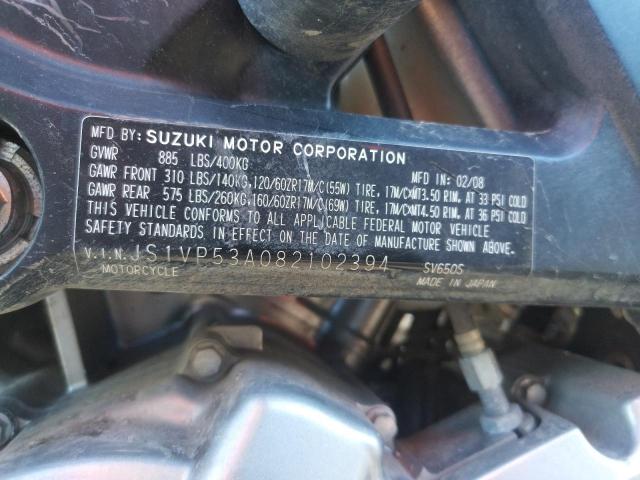 MFD BY: SUZUKI MOTOR CORPORATION
GVWR 885 LBS/400KG MFD IN: 02/08
GAWR FRONT 310 LBS/140KG,120/60ZR17M/C(55W) TIRE, 17M/C×MT3.50 RIM, AT 33 PSI COLD
GAWR REAR 575 LBS/260KG,160/60ZR17M/C(69W) TIRE, 17M/C×MT4.50 RIM, AT 36 PSI COLD
THIS VEHICLE CONFORMS TO ALL APPLICABLE FEDERAL MOTOR VEHICLE
SAFETY STANDARDS IN EFFECT ON THE DATE OF MANUFACTURE SHOWN ABOVE.
V.I.N. JS1VP53A082102394 SV650S
MOTORCYCLE MADE IN JAPAN